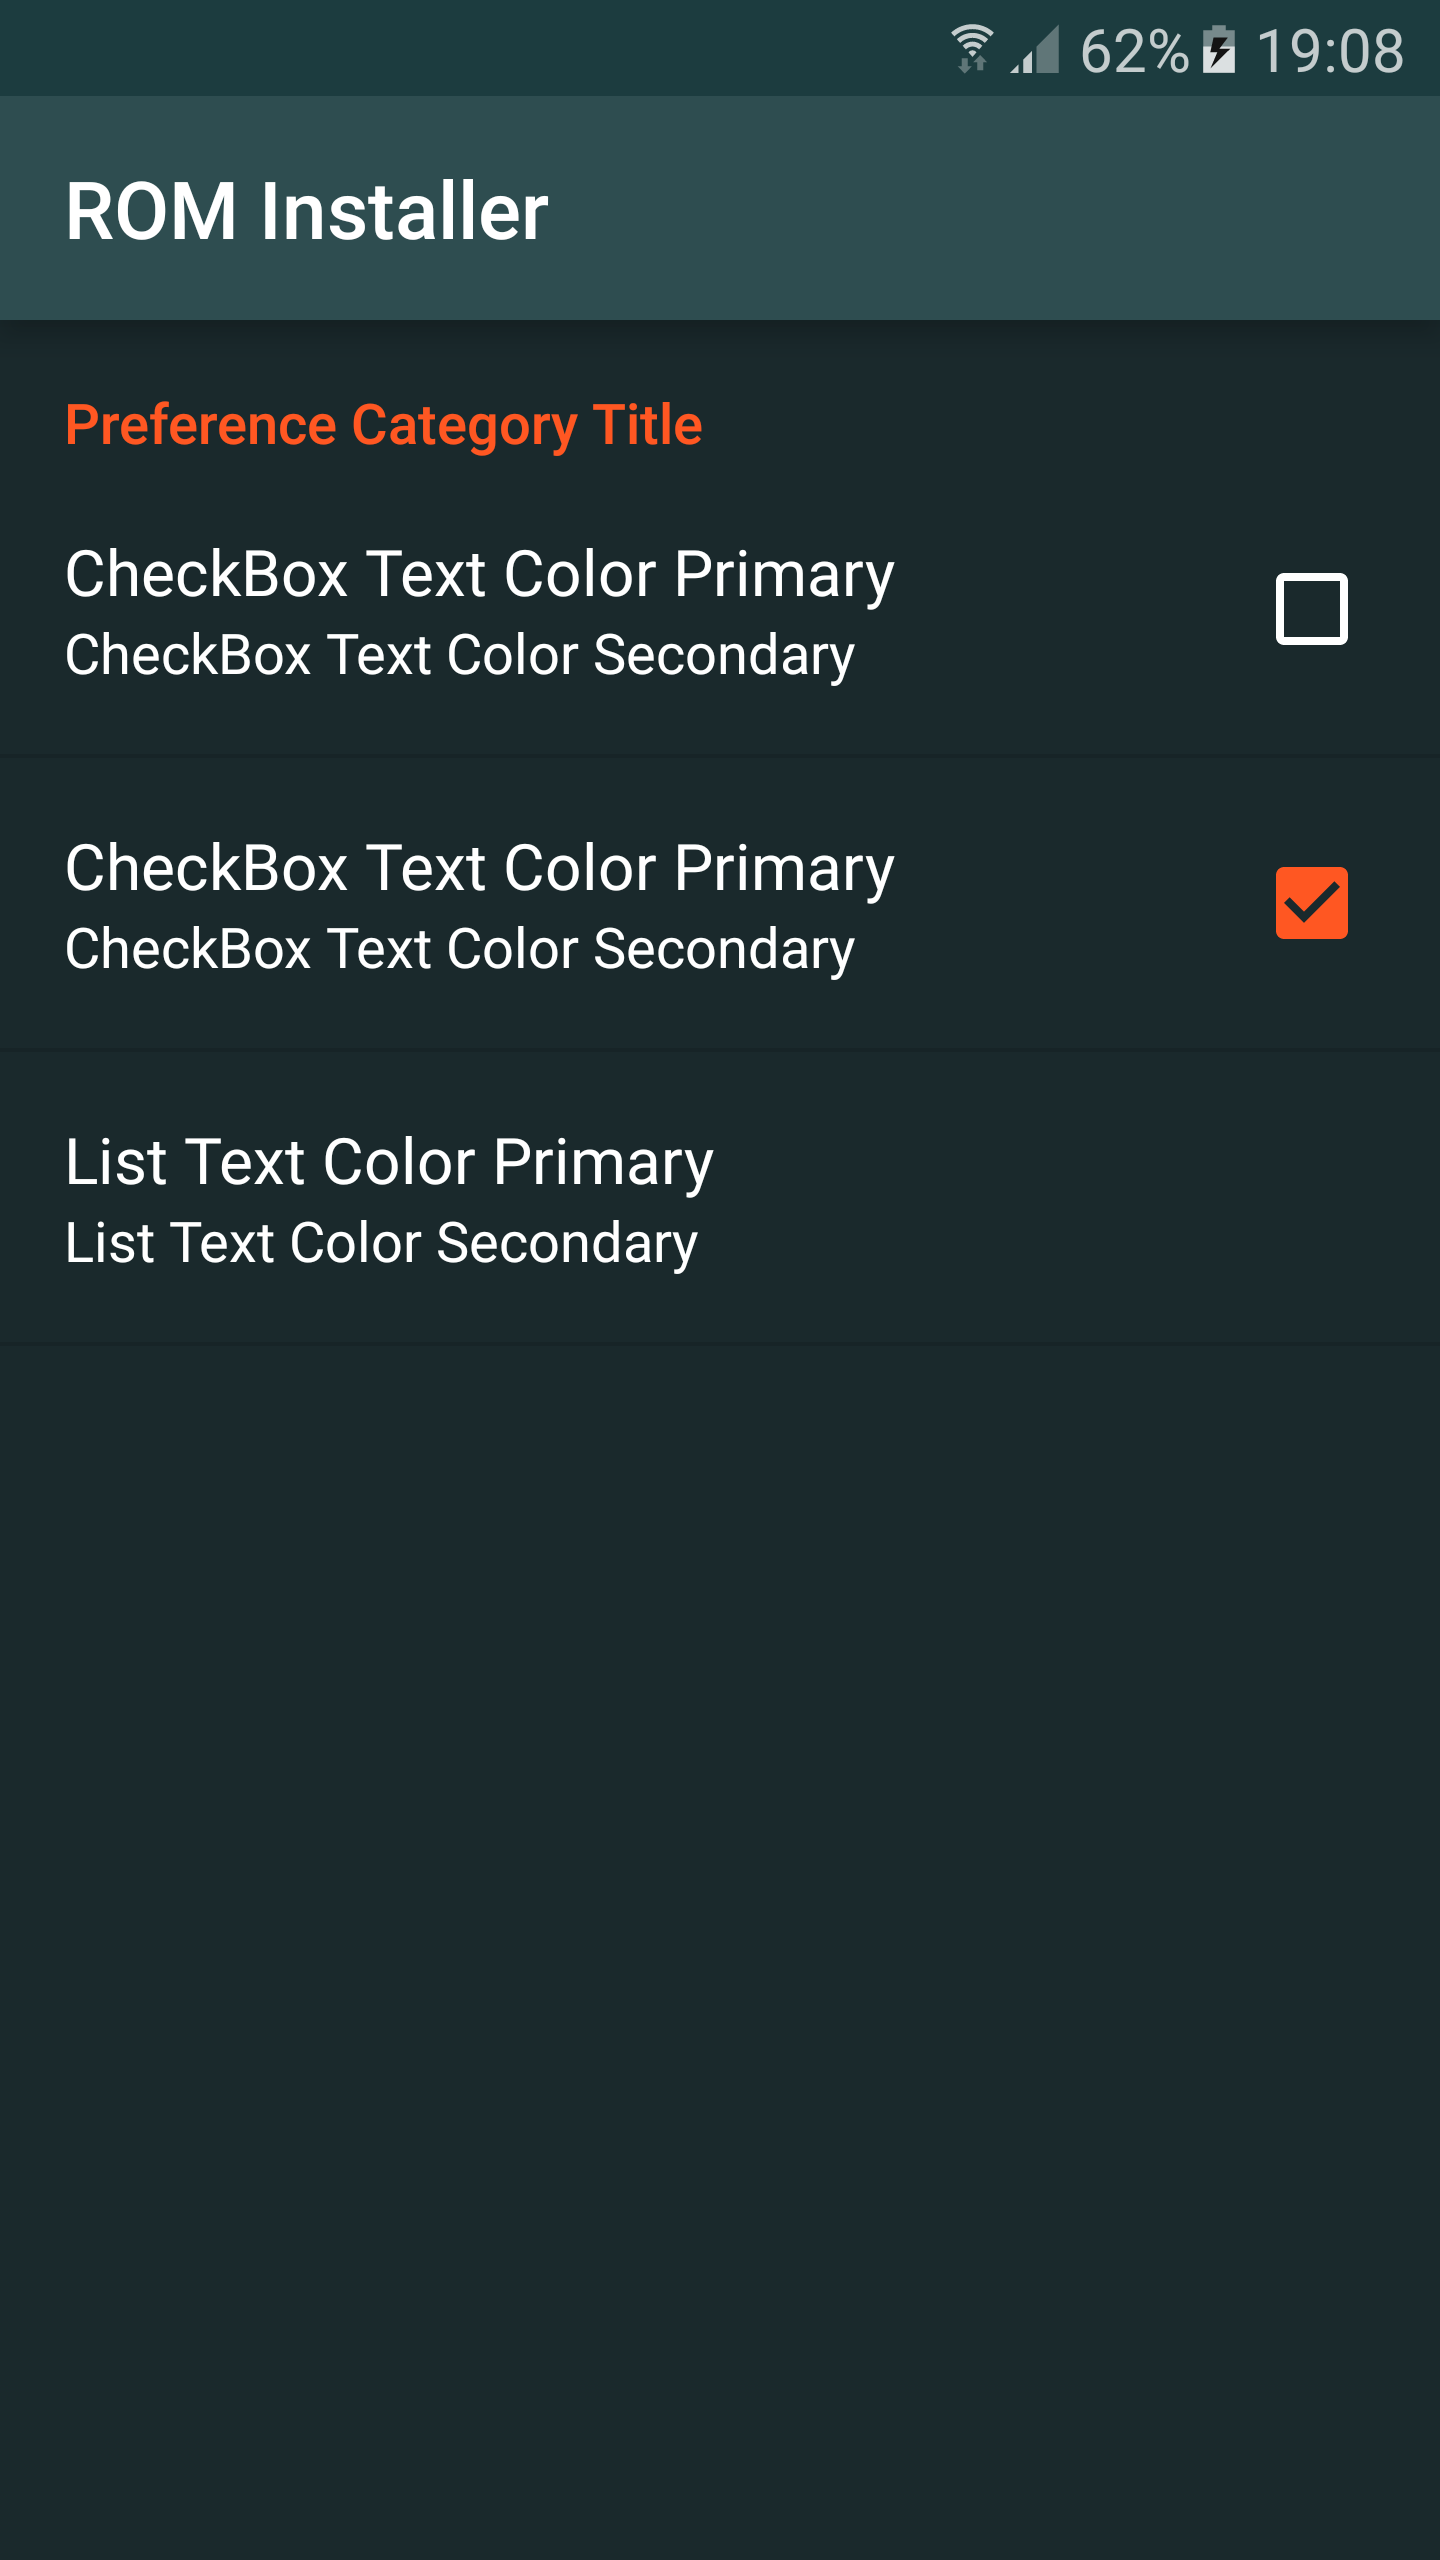 62% 19:08
ROM Installer
Preference Category Title
CheckBox Text Color Primary
CheckBox Text Color Secondary
CheckBox Text Color Primary
CheckBox Text Color Secondary
List Text Color Primary
List Text Color Secondary